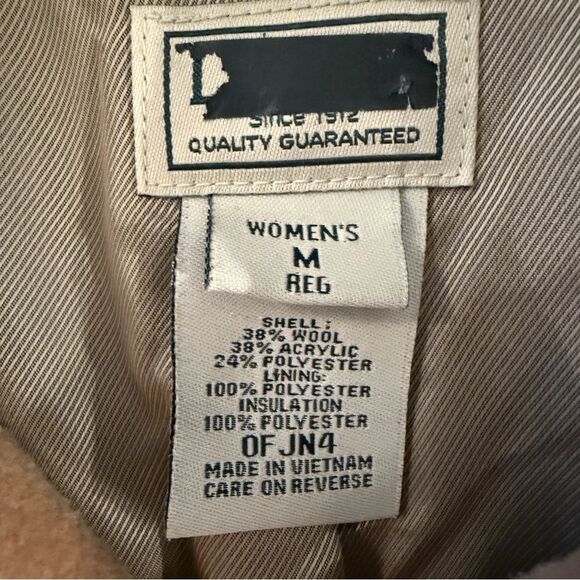 Since 1912
QUALITY GUARANTEED
WOMEN'S
M
REG
SHELL:
38% WOOL
38% ACRYLIC
24% POLYESTER
LINING:
100% POLYESTER
INSULATION
100% POLYESTER
0FJN4
MADE IN VIETNAM
CARE ON REVERSE